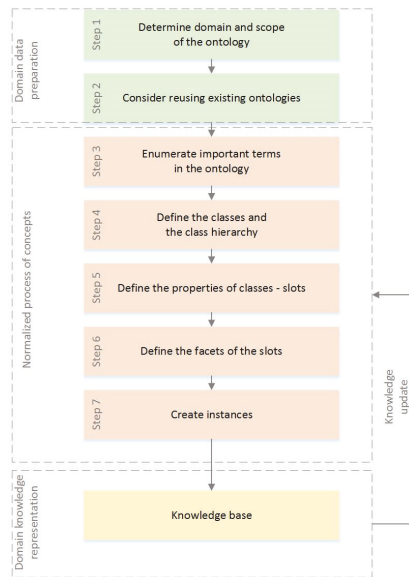 Domain data
preparation
Step 1
Determine domain and scope
of the ontology
Step 2
Consider reusing existing ontologies
Normalized process of concepts
Step 3
Enumerate important terms
in the ontology
Step 4
Define the classes and
the class hierarchy
Step 5
Define the properties of classes - slots
Step 6
Define the facets of the slots
Step 7
Create instances
Knowledge
update
Domain knowledge
representation
Knowledge base